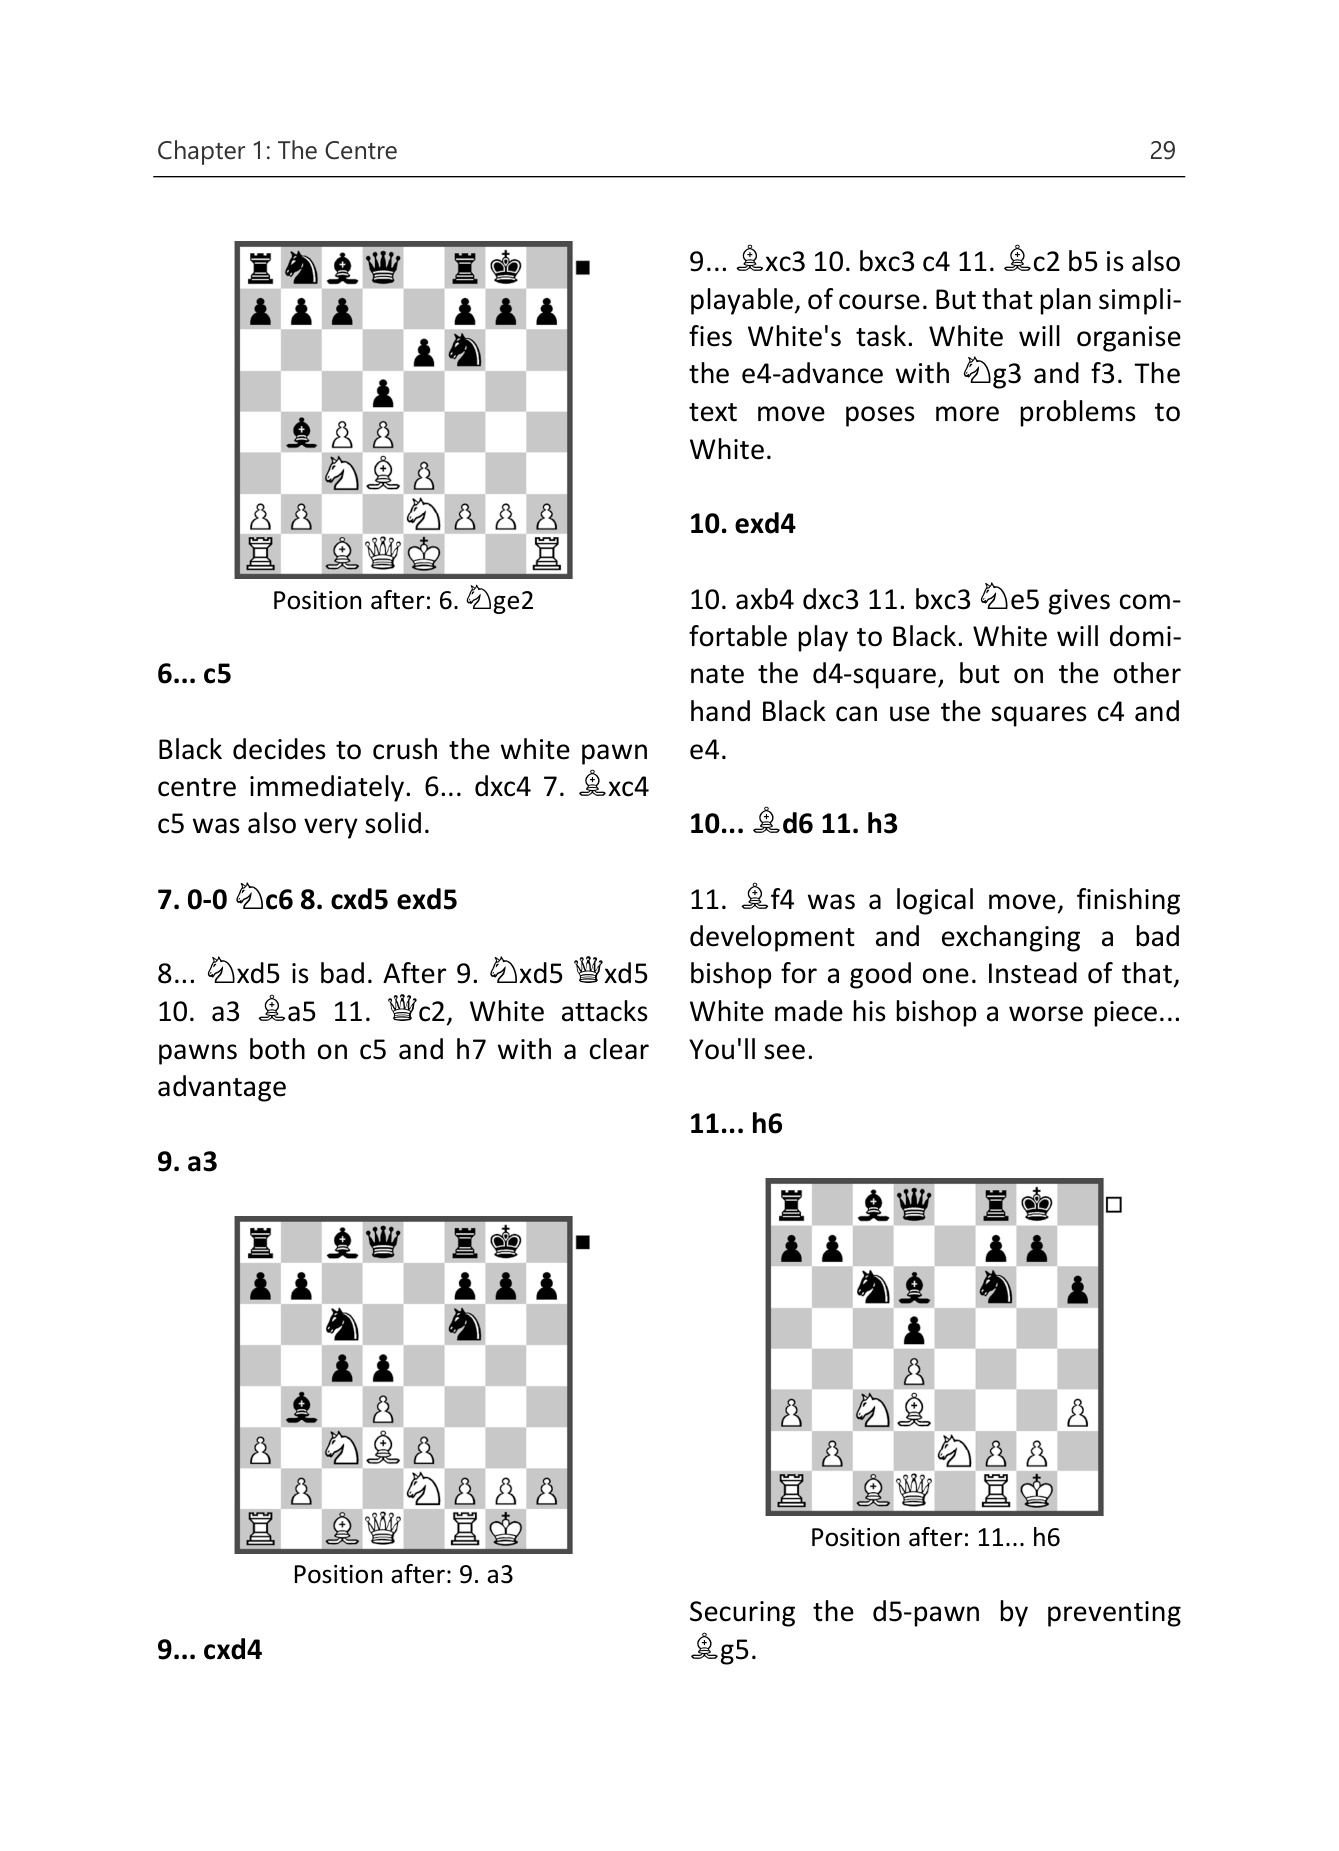 Chapter 1: The Centre 29
Position after: 6. ♘ge2
6... c5
Black decides to crush the white pawn
centre immediately. 6... dxc4 7. ♗xc4
c5 was also very solid.
7. 0-0 ♘c6 8. cxd5 exd5
8... ♘xd5 is bad. After 9. ♘xd5 ♕xd5
10. a3 ♗a5 11. ♕c2, White attacks
pawns both on c5 and h7 with a clear
advantage
9. a3
Position after: 9. a3
9... cxd4
9... ♗xc3 10. bxc3 c4 11. ♗c2 b5 is also
playable, of course. But that plan simpli-
fies White's task. White will organise
the e4-advance with ♘g3 and f3. The
text move poses more problems to
White.
10. exd4
10. axb4 dxc3 11. bxc3 ♘e5 gives com-
fortable play to Black. White will domi-
nate the d4-square, but on the other
hand Black can use the squares c4 and
e4.
10... ♗d6 11. h3
11. ♗f4 was a logical move, finishing
development and exchanging a bad
bishop for a good one. Instead of that,
White made his bishop a worse piece...
You'll see.
11... h6
Position after: 11... h6
Securing the d5-pawn by preventing
♗g5.